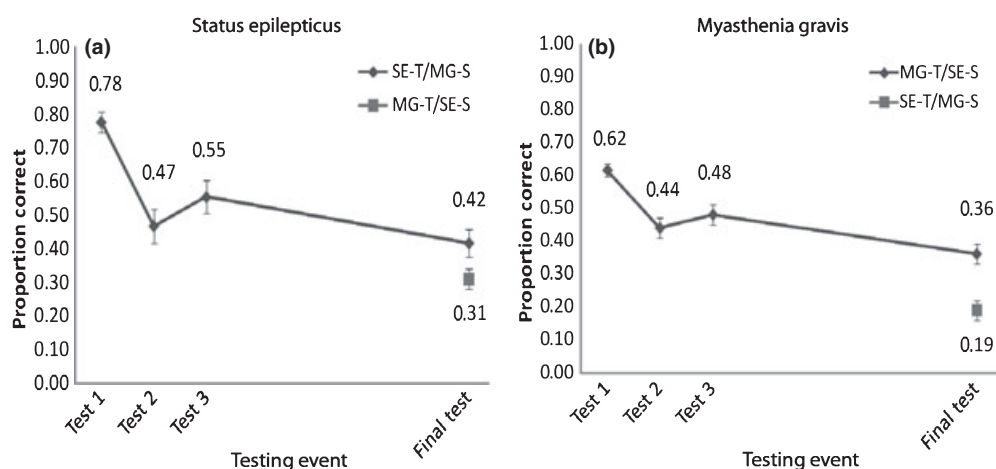 Status epilepticus
(a)
1.00
0.90
0.80
0.70
0.60
0.50
0.40
0.30
0.20
0.10
0.00
Proportion correct
SE-T/MG-S
MG-T/SE-S
0.78
0.47
0.55
0.42
0.31
Test 1
Test 2
Test 3
Final test
Testing event
Myasthenia gravis
(b)
1.00
0.90
0.80
0.70
0.60
0.50
0.40
0.30
0.20
0.10
0.00
Proportion correct
MG-T/SE-S
SE-T/MG-S
0.62
0.44
0.48
0.36
0.19
Test 1
Test 2
Test 3
Final test
Testing event